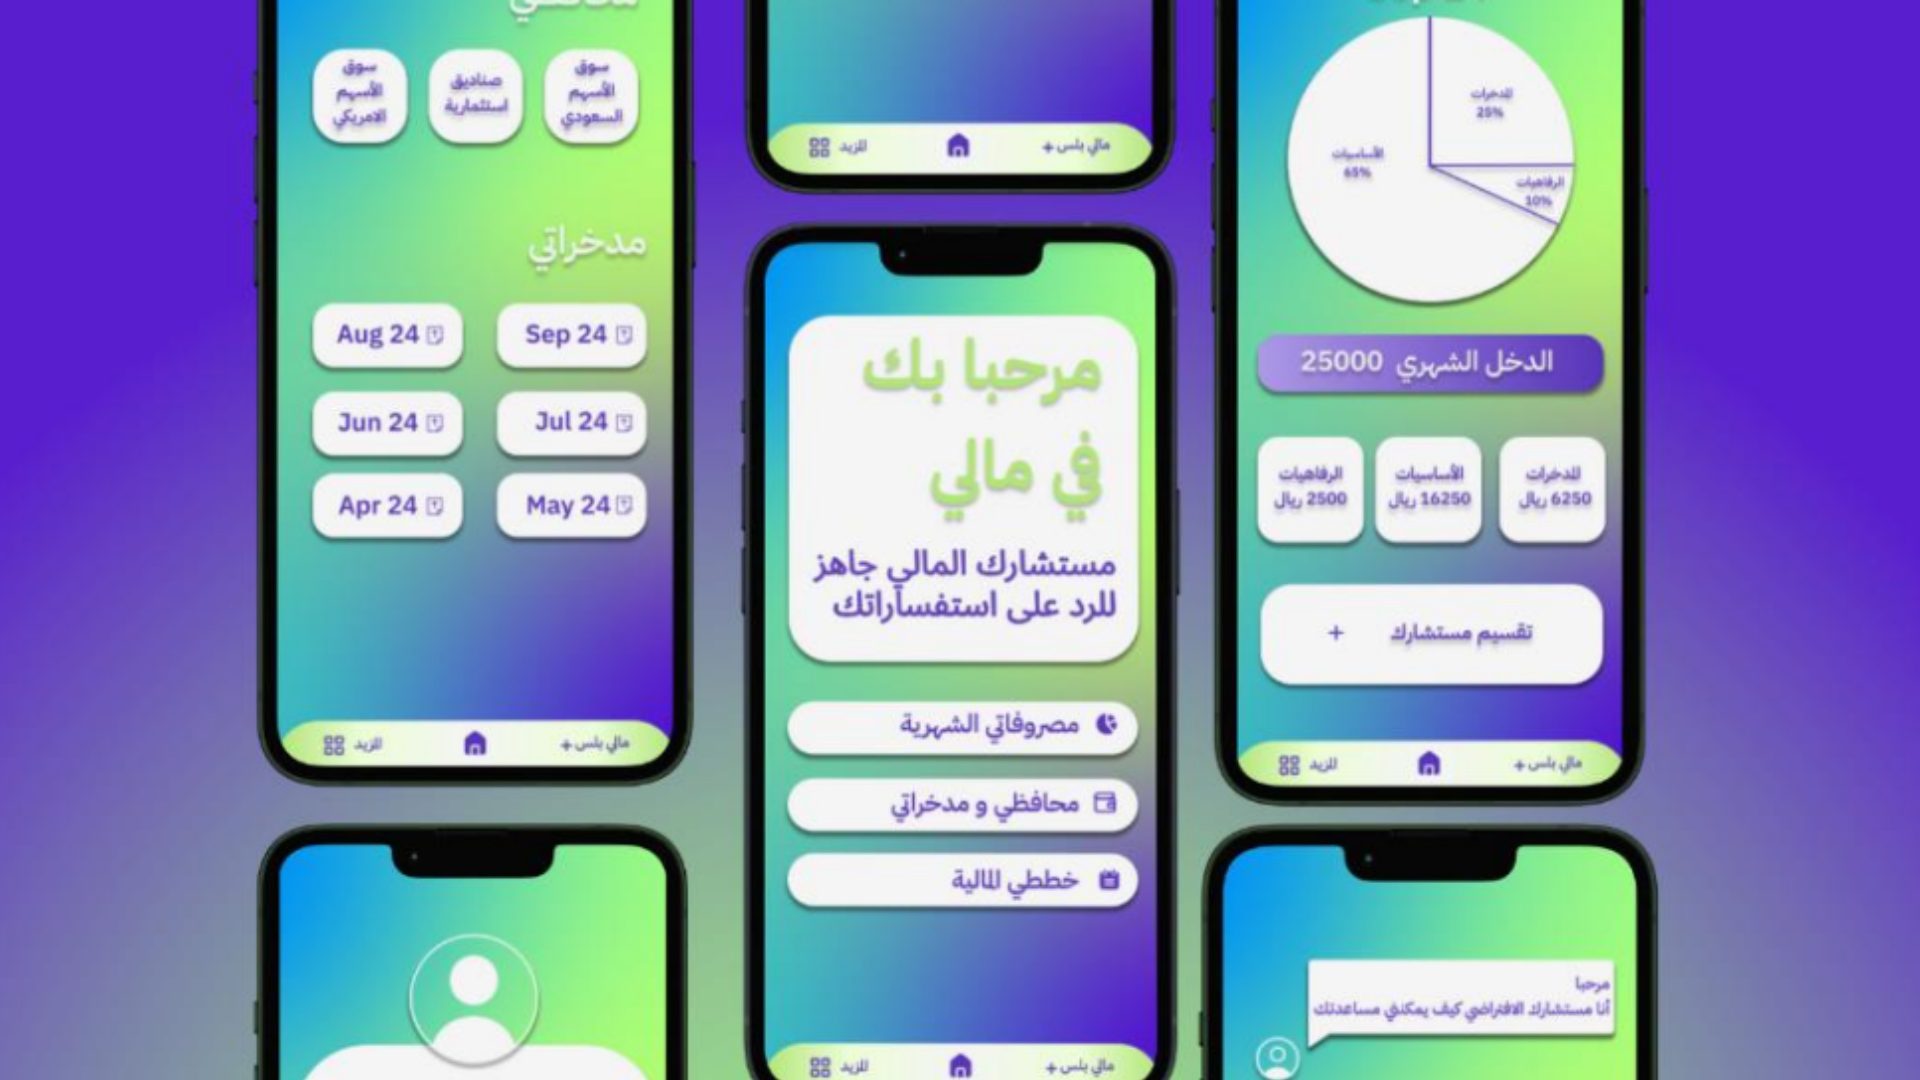 محافظي
سوق
الأسهم
السعودي
صناديق
استثمارية
سوق
الأسهم
الامريكي
مدخراتي
Sep 24
Aug 24
Jul 24
Jun 24
May 24
Apr 24
مالي بلس+
المزيد
مالي بلس+
المزيد
مرحبا بك
في مالي
مستشارك المالي جاهز
للرد على استفساراتك
مصروفاتي الشهرية
محافظي و مدخراتي
خططي المالية
مالي بلس+
المزيد
المدخرات
25%
الأساسيات
65%
الرفاهيات
10%
الدخل الشهري 25000
المدخرات
6250 ريال
الأساسيات
16250 ريال
الرفاهيات
2500 ريال
تقسيم مستشارك +
مالي بلس+
المزيد
مرحبا
أنا مستشارك الافتراضي كيف يمكنني مساعدتك